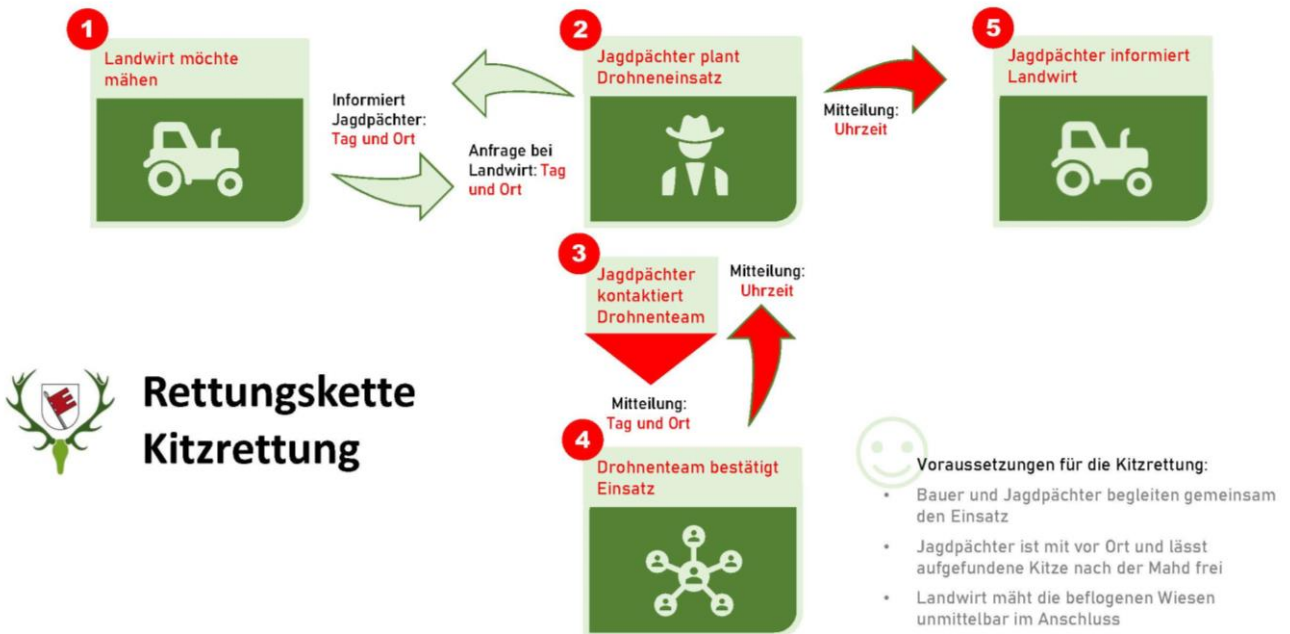 1
Landwirt möchte
mähen
Informiert
Jagdpächter:
Tag und Ort
Anfrage bei
Landwirt: Tag
und Ort
2
Jagdpächter plant
Drohneneinsatz
Mitteilung:
Uhrzeit
5
Jagdpächter informiert
Landwirt
3
Jagdpächter
kontaktiert
Drohnenteam
Mitteilung:
Uhrzeit
Mitteilung:
Tag und Ort
4
Drohnenteam bestätigt
Einsatz
Rettungskette
Kitzrettung
Voraussetzungen für die Kitzrettung:
• Bauer und Jagdpächter begleiten gemeinsam
den Einsatz
• Jagdpächter ist mit vor Ort und lässt
aufgefundene Kitze nach der Mahd frei
• Landwirt mäht die beflogenen Wiesen
unmittelbar im Anschluss